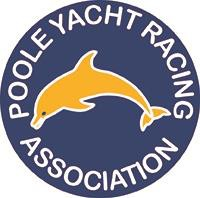 POOLE YACHT RACING
ASSOCIATION